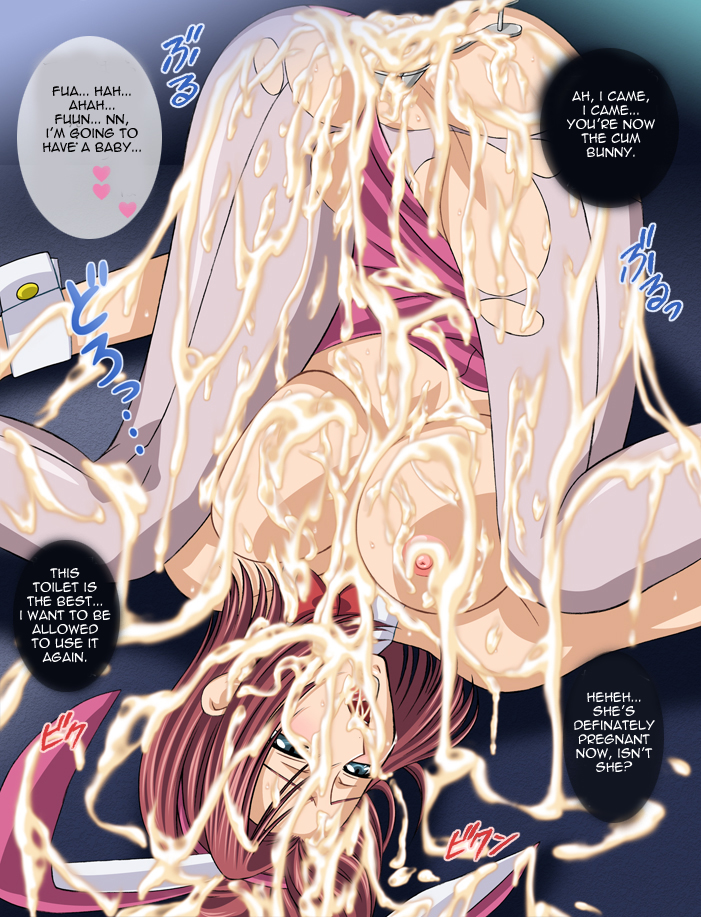 FUA... HAH...
AHAH...
FUUN... NN,
I'M GOING TO
HAVE A BABY...
ぶる
AH, I CAME,
I CAME...
YOU'RE NOW
THE CUM
BUNNY.
ぶるっ
どろっ...
THIS
TOILET IS
THE BEST...
I WANT TO BE
ALLOWED
TO USE IT
AGAIN.
ビク
HEHEH...
SHE'S
DEFINATELY
PREGNANT
NOW, ISN'T
SHE?
ビクン